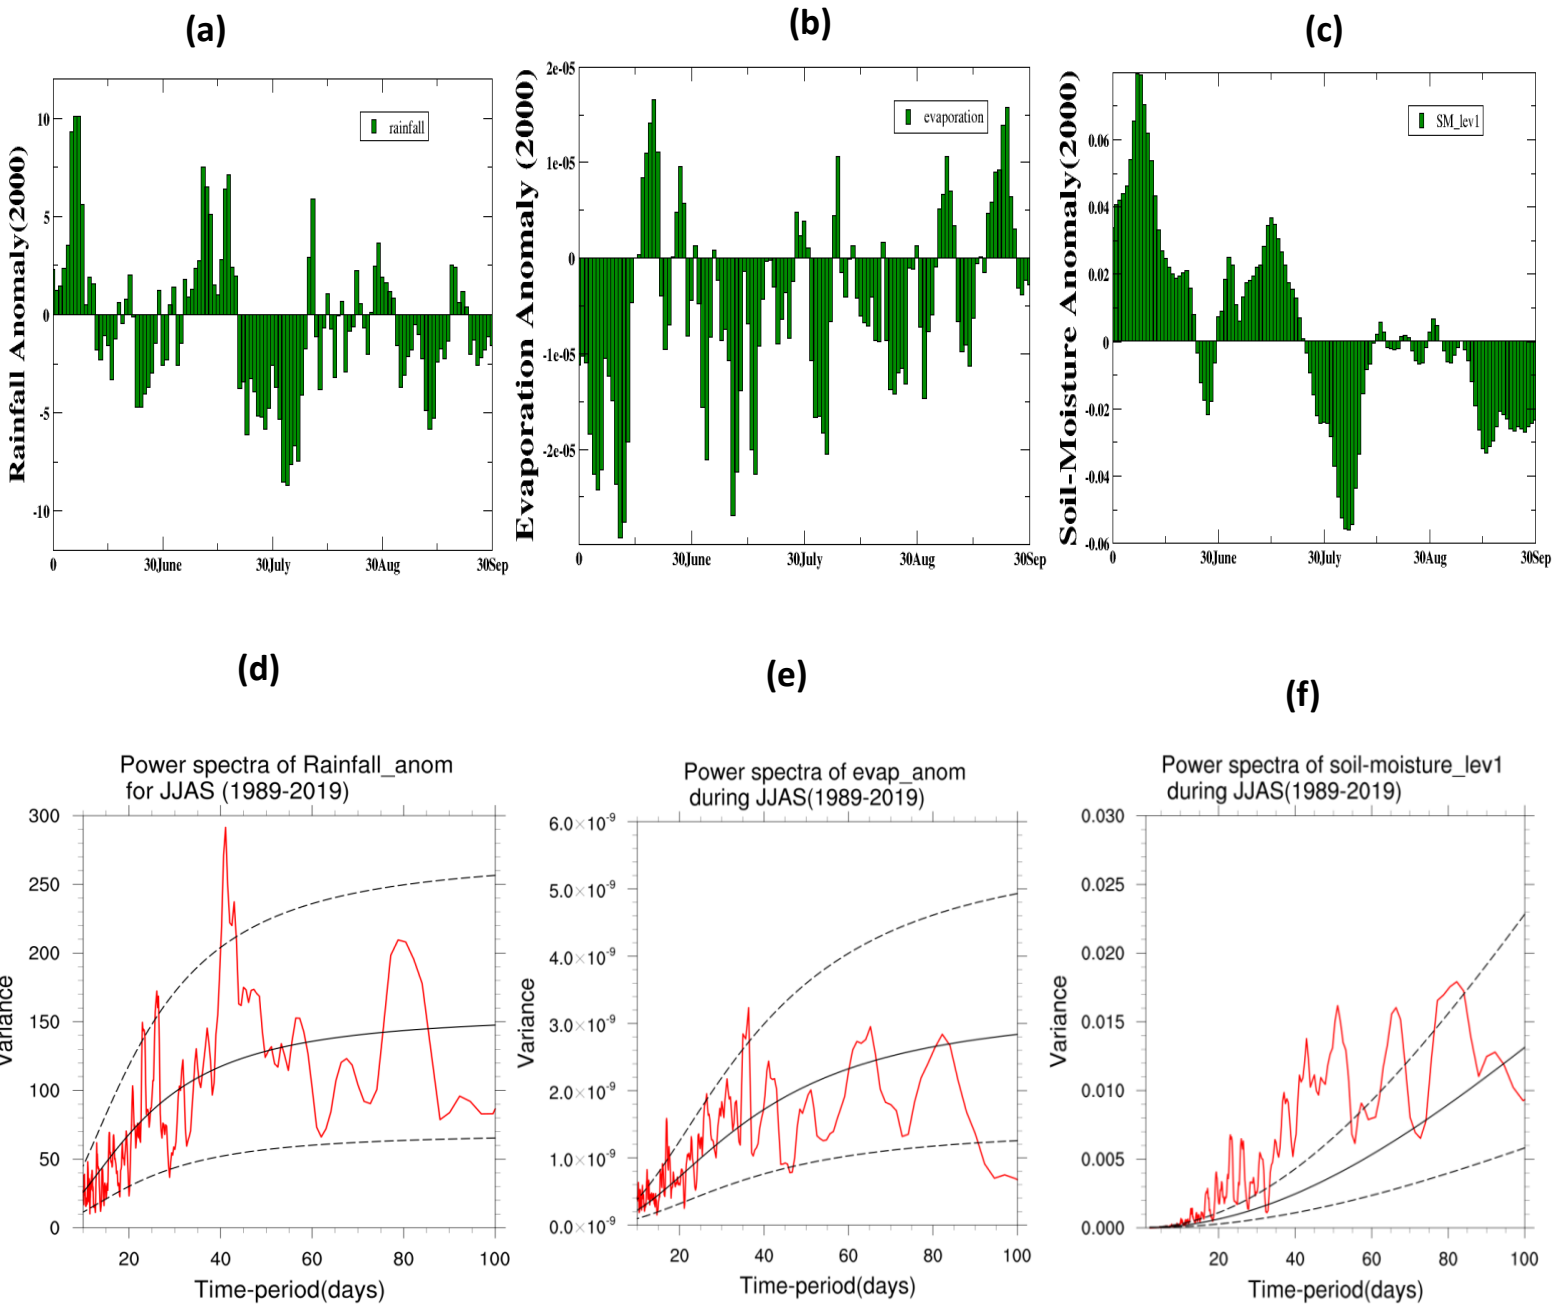 (a)
(b)
(c)
Rainfall Anomaly(2000)
10
5
0
-5
-10
rainfall
0
30June
30July
30Aug
30Sep
Evaporation Anomaly (2000)
2e-05
1e-05
0
-1e-05
-2e-05
evaporation
0
30June
30July
30Aug
30Sep
Soil-Moisture Anomaly(2000)
0.06
0.04
0.02
0
-0.02
-0.04
-0.06
SM_lev1
0
30June
30July
30Aug
30Sep
(d)
(e)
(f)
Power spectra of Rainfall_anom
for JJAS (1989-2019)
Variance
300
250
200
150
100
50
0
20
40
60
80
100
Time-period(days)
Power spectra of evap_anom
during JJAS(1989-2019)
Variance
6.0×10⁻⁹
5.0×10⁻⁹
4.0×10⁻⁹
3.0×10⁻⁹
2.0×10⁻⁹
1.0×10⁻⁹
0.0×10⁻⁹
20
40
60
80
100
Time-period(days)
Power spectra of soil-moisture_lev1
during JJAS(1989-2019)
Variance
0.030
0.025
0.020
0.015
0.010
0.005
0.000
20
40
60
80
100
Time-period(days)